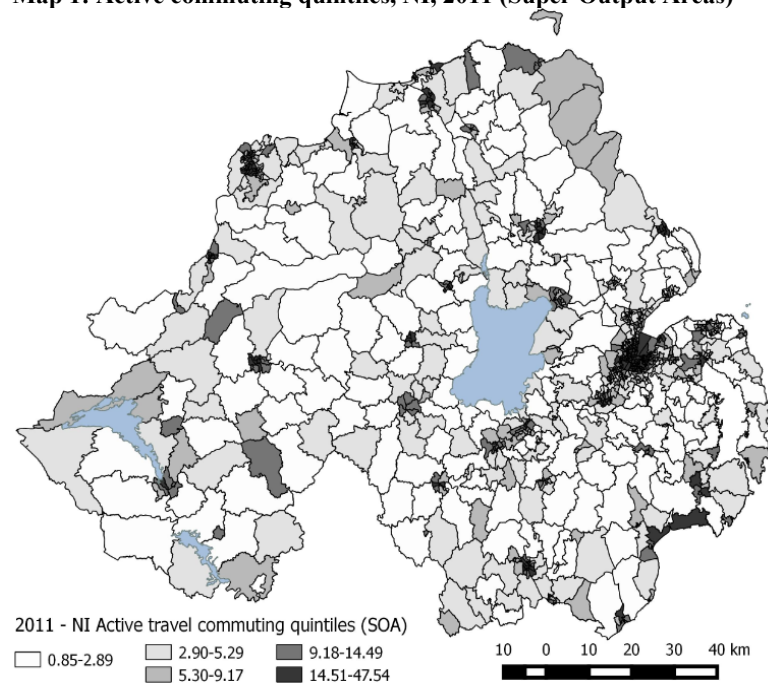 Map 1: Active commuting quintiles, NI, 2011 (Super Output Areas)
2011 - NI Active travel commuting quintiles (SOA)
0.85-2.89
2.90-5.29
5.30-9.17
9.18-14.49
14.51-47.54
10 0 10 20 30 40 km